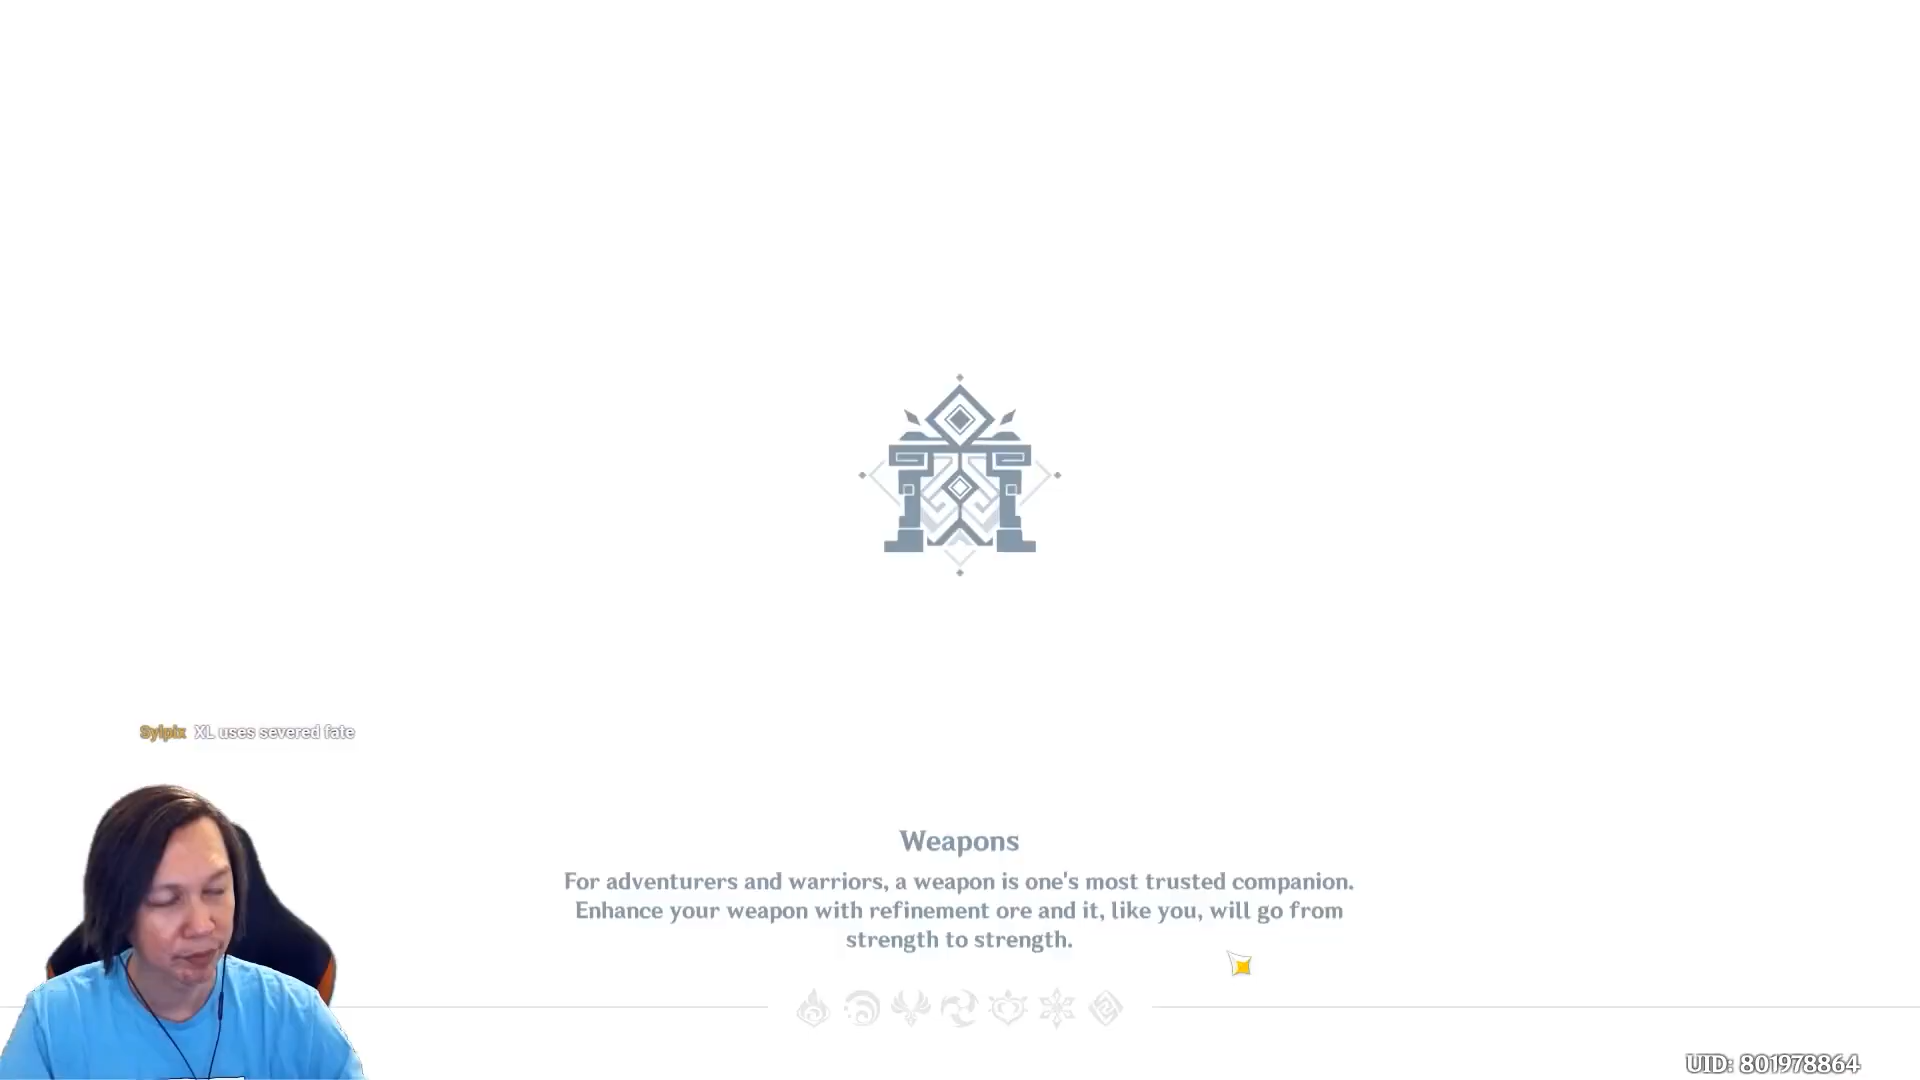 Sylpix XL uses severed fate
Weapons
For adventurers and warriors, a weapon is one's most trusted companion.
Enhance your weapon with refinement ore and it, like you, will go from
strength to strength.
UID: 801978864